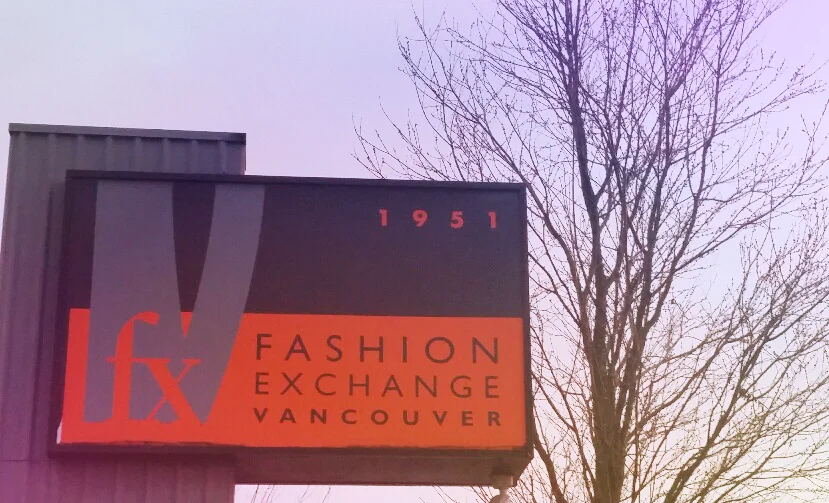 1951
fx
FASHION
EXCHANGE
VANCOUVER